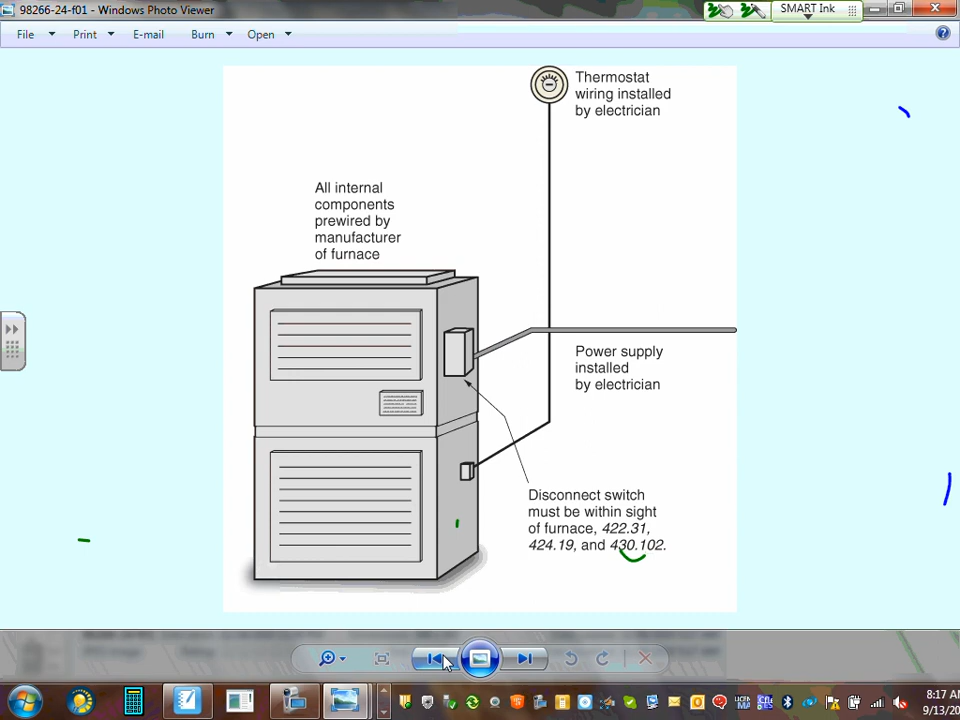 98266-24-f01 - Windows Photo Viewer
SMART Ink
File Print E-mail Burn Open
Thermostat
wiring installed
by electrician
All internal
components
prewired by
manufacturer
of furnace
Power supply
installed
by electrician
Disconnect switch
must be within sight
of furnace, 422.31,
424.19, and 430.102.
8:17 AM
9/13/20